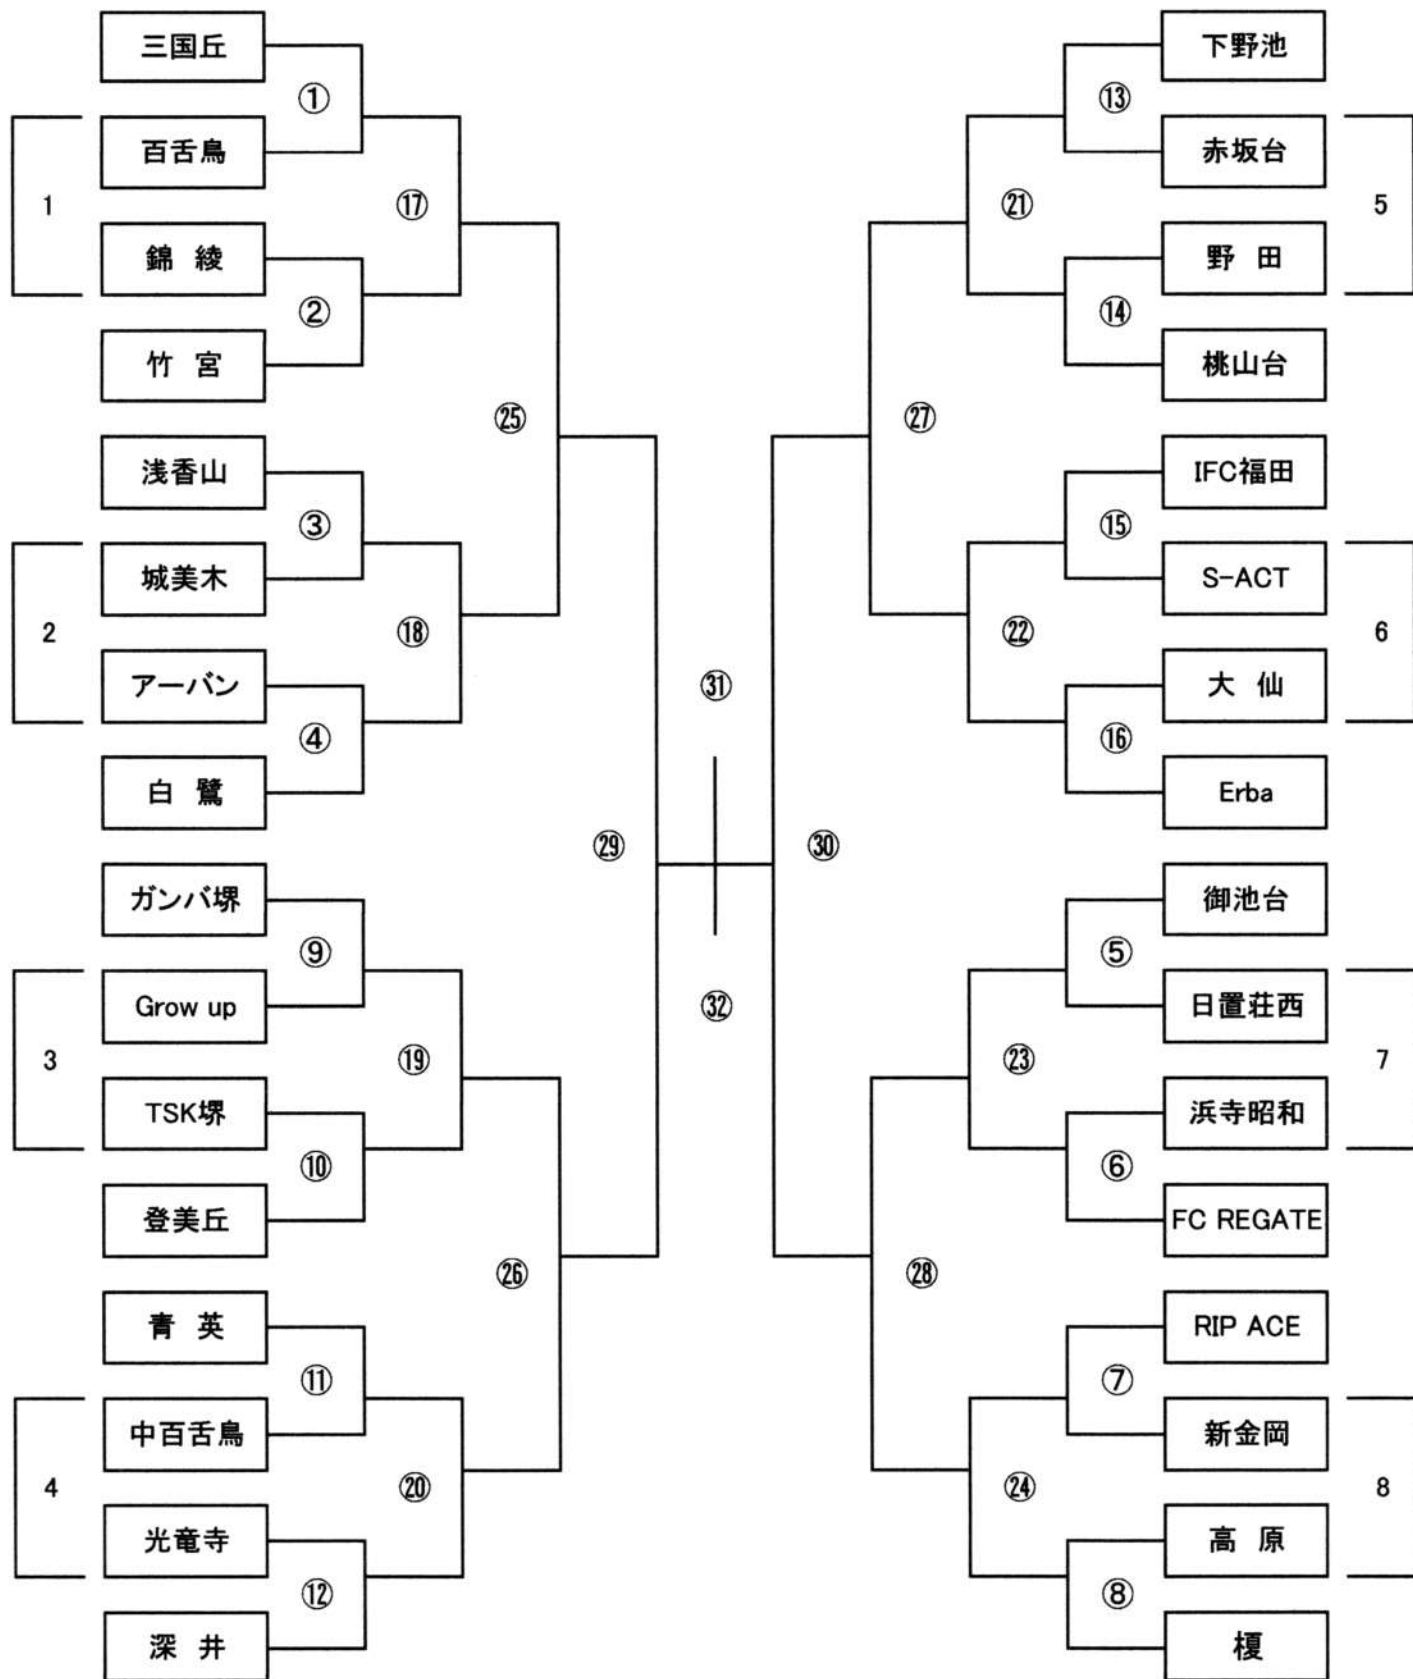 三国丘
①
1
百舌鳥
⑰
錦 綾
②
竹 宮
㉕
浅香山
③
2
城美木
⑱
アーバン
④
白 鷺
㉙
ガンバ堺
⑨
3
Grow up
⑲
TSK堺
⑩
登美丘
㉖
青 英
⑪
4
中百舌鳥
⑳
光竜寺
⑫
深 井
㉛
㉜
下野池
⑬
赤坂台
5
㉑
野 田
⑭
桃山台
㉗
IFC福田
⑮
S-ACT
6
㉒
大 仙
⑯
Erba
㉚
御池台
⑤
日置荘西
7
㉓
浜寺昭和
⑥
FC REGATE
㉘
RIP ACE
⑦
新金岡
8
㉔
高 原
⑧
榎